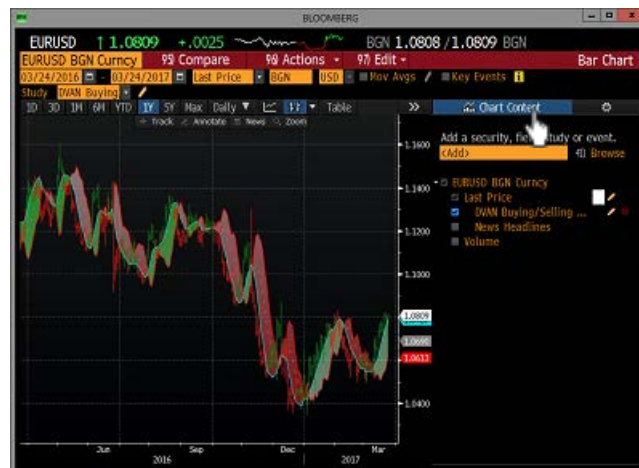 BLOOMBERG
EURUSD ↑ 1.0809 +.0025 BGN 1.0808 /1.0809 BGN
EURUSD BGN Curncy 95) Compare 96) Actions 97) Edit Bar Chart
03/24/2016 - 03/24/2017 Last Price BGN USD Mov Avgs Key Events
Study DVAN Buying
1D 3D 1M 6M YTD 1Y 5Y Max Daily Table Chart Content
Track Annotate News Zoom
Add a security, field, study or event.
<Add> Browse
EURUSD BGN Curncy
Last Price
DVAN Buying/Selling ...
News Headlines
Volume
1.1600
1.1400
1.1200
1.1000
1.0809
1.0613
1.0400
Jun Sep Dec Mar
2016 2017